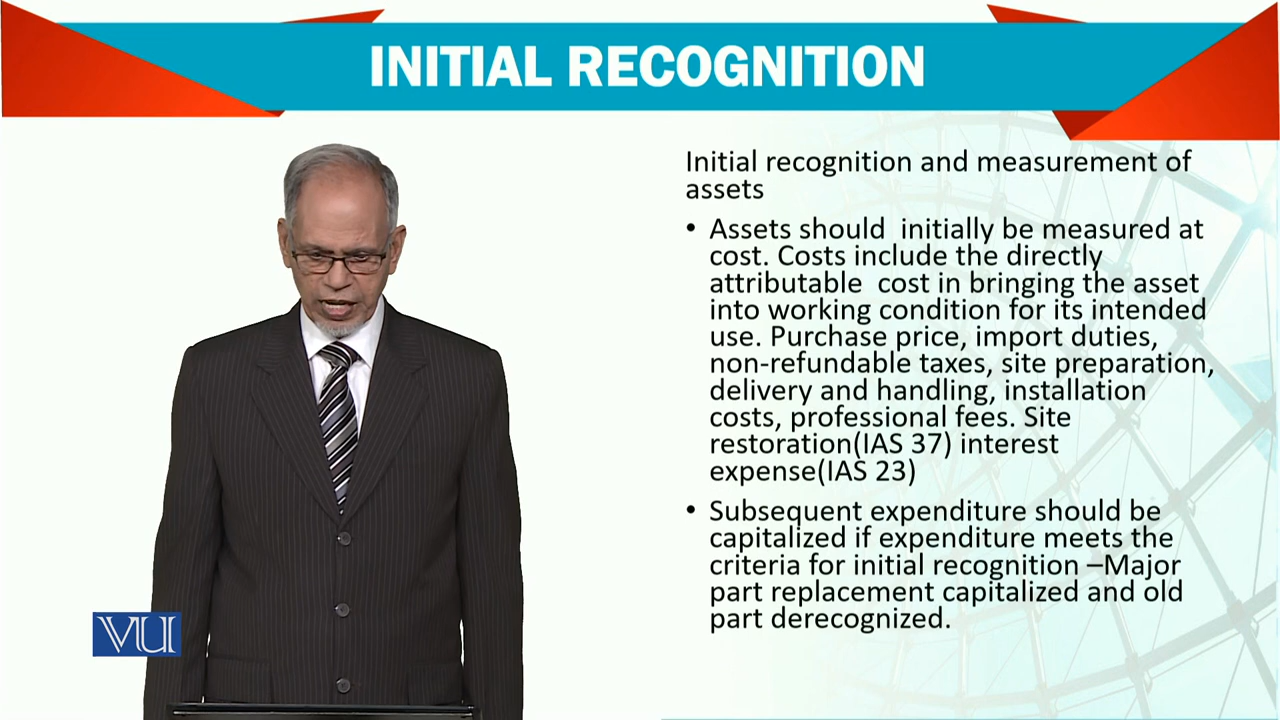 INITIAL RECOGNITION
Initial recognition and measurement of
assets
• Assets should  initially be measured at
cost. Costs include the directly
attributable  cost in bringing the asset
into working condition for its intended
use. Purchase price, import duties,
non-refundable taxes, site preparation,
delivery and handling, installation
costs, professional fees. Site
restoration(IAS 37) interest
expense(IAS 23)
• Subsequent expenditure should be
capitalized if expenditure meets the
criteria for initial recognition –Major
part replacement capitalized and old
part derecognized.
VU